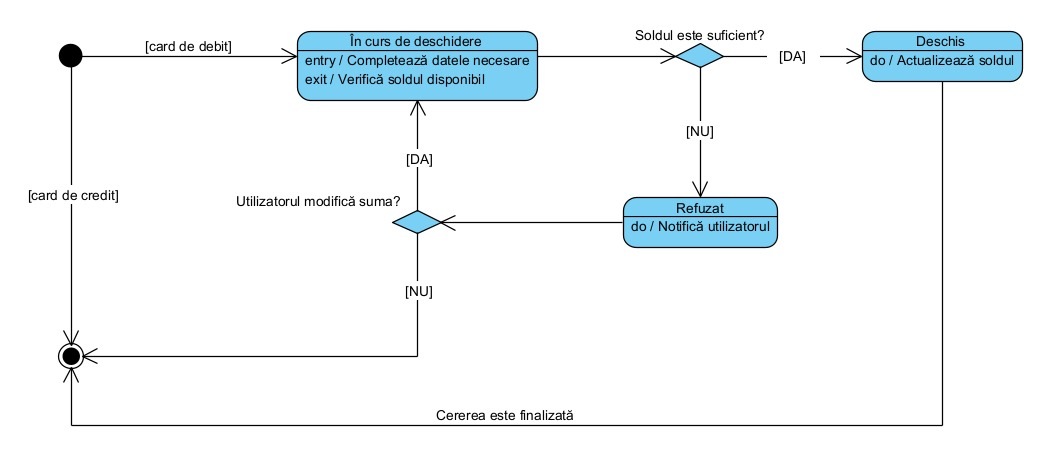 [card de debit]
În curs de deschidere
entry / Completează datele necesare
exit / Verifică soldul disponibil
Soldul este suficient?
[DA]
Deschis
do / Actualizează soldul
[NU]
[DA]
[card de credit]
Utilizatorul modifică suma?
Refuzat
do / Notifică utilizatorul
[NU]
Cererea este finalizată